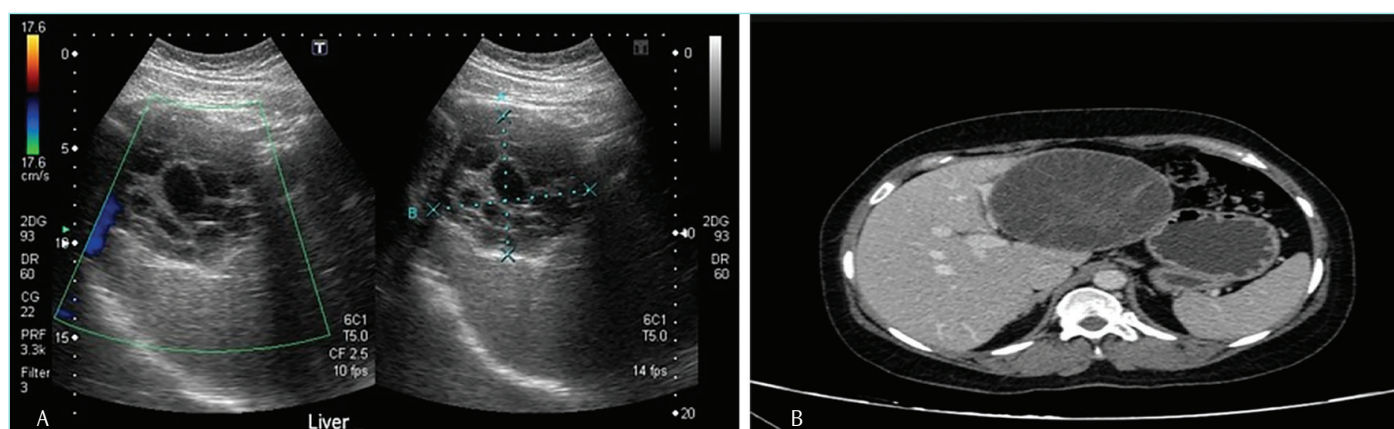 17.6
17.6
cm/s
2DG
93
DR
60
CG
22
PRF
3.3k
Filter
3
0
5
10
15
T
6C1
T5.0
CF 2.5
10 fps
Liver
A
T
B
6C1
T5.0
14 fps
0
10
20
2DG
93
DR
60
B